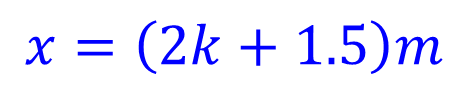 x = (2k + 1.5)m